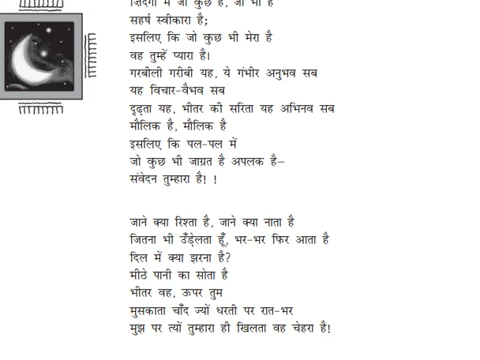 ज़िंदगी में जो कुछ है, जो भी है
सहर्ष स्वीकारा है;
इसलिए कि जो कुछ भी मेरा है
वह तुम्हें प्यारा है।
गरबीली गरीबी यह, ये गंभीर अनुभव सब
यह विचार-वैभव सब
दृढ़ता यह, भीतर की सरिता यह अभिनव सब
मौलिक है, मौलिक है
इसलिए कि पल-पल में
जो कुछ भी जाग्रत है अपलक है—
संवेदन तुम्हारा है! !
जाने क्या रिश्ता है, जाने क्या नाता है
जितना भी उँड़ेलता हूँ, भर-भर फिर आता है
दिल में क्या झरना है?
मीठे पानी का सोता है
भीतर वह, ऊपर तुम
मुसकाता चाँद ज्यों धरती पर रात-भर
मुझ पर त्यों तुम्हारा ही खिलता वह चेहरा है!